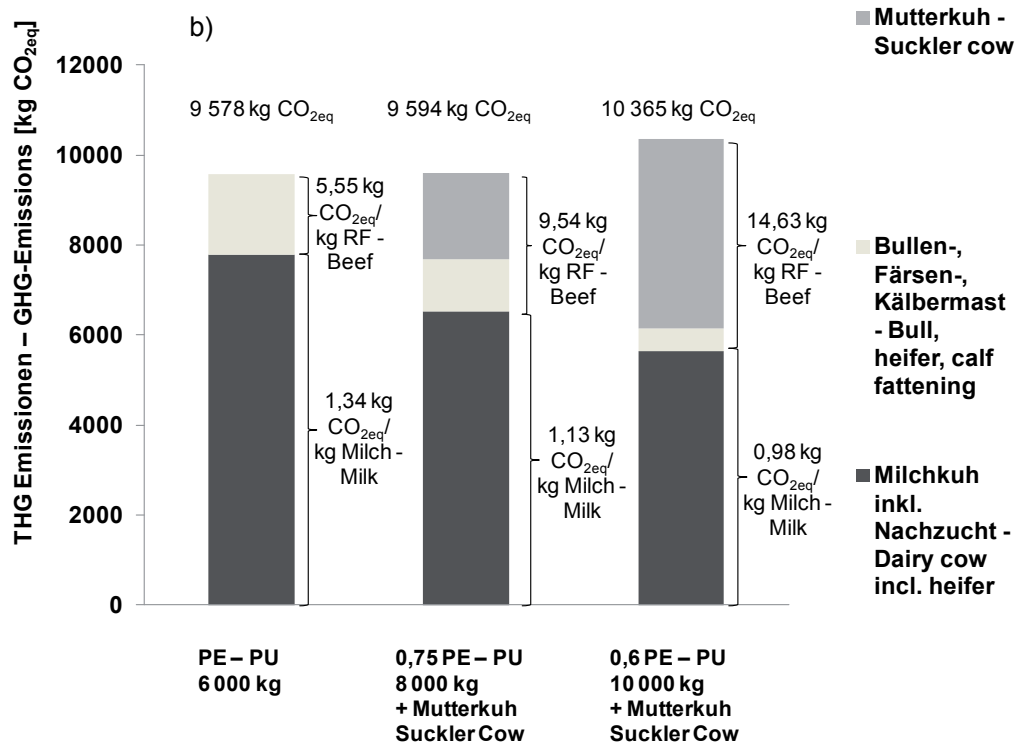 b)
THG Emissionen – GHG-Emissions [kg CO2eq]
12000
10000
8000
6000
4000
2000
0
9 578 kg CO2eq
9 594 kg CO2eq
10 365 kg CO2eq
5,55 kg
CO2eq/
kg RF -
Beef
1,34 kg
CO2eq/
kg Milch -
Milk
9,54 kg
CO2eq/
kg RF -
Beef
1,13 kg
CO2eq/
kg Milch -
Milk
14,63 kg
CO2eq/
kg RF -
Beef
0,98 kg
CO2eq/
kg Milch -
Milk
PE – PU
6 000 kg
0,75 PE – PU
8 000 kg
+ Mutterkuh
Suckler Cow
0,6 PE – PU
10 000 kg
+ Mutterkuh
Suckler Cow
Mutterkuh -
Suckler cow
Bullen-,
Färsen-,
Kälbermast
- Bull,
heifer, calf
fattening
Milchkuh
inkl.
Nachzucht -
Dairy cow
incl. heifer